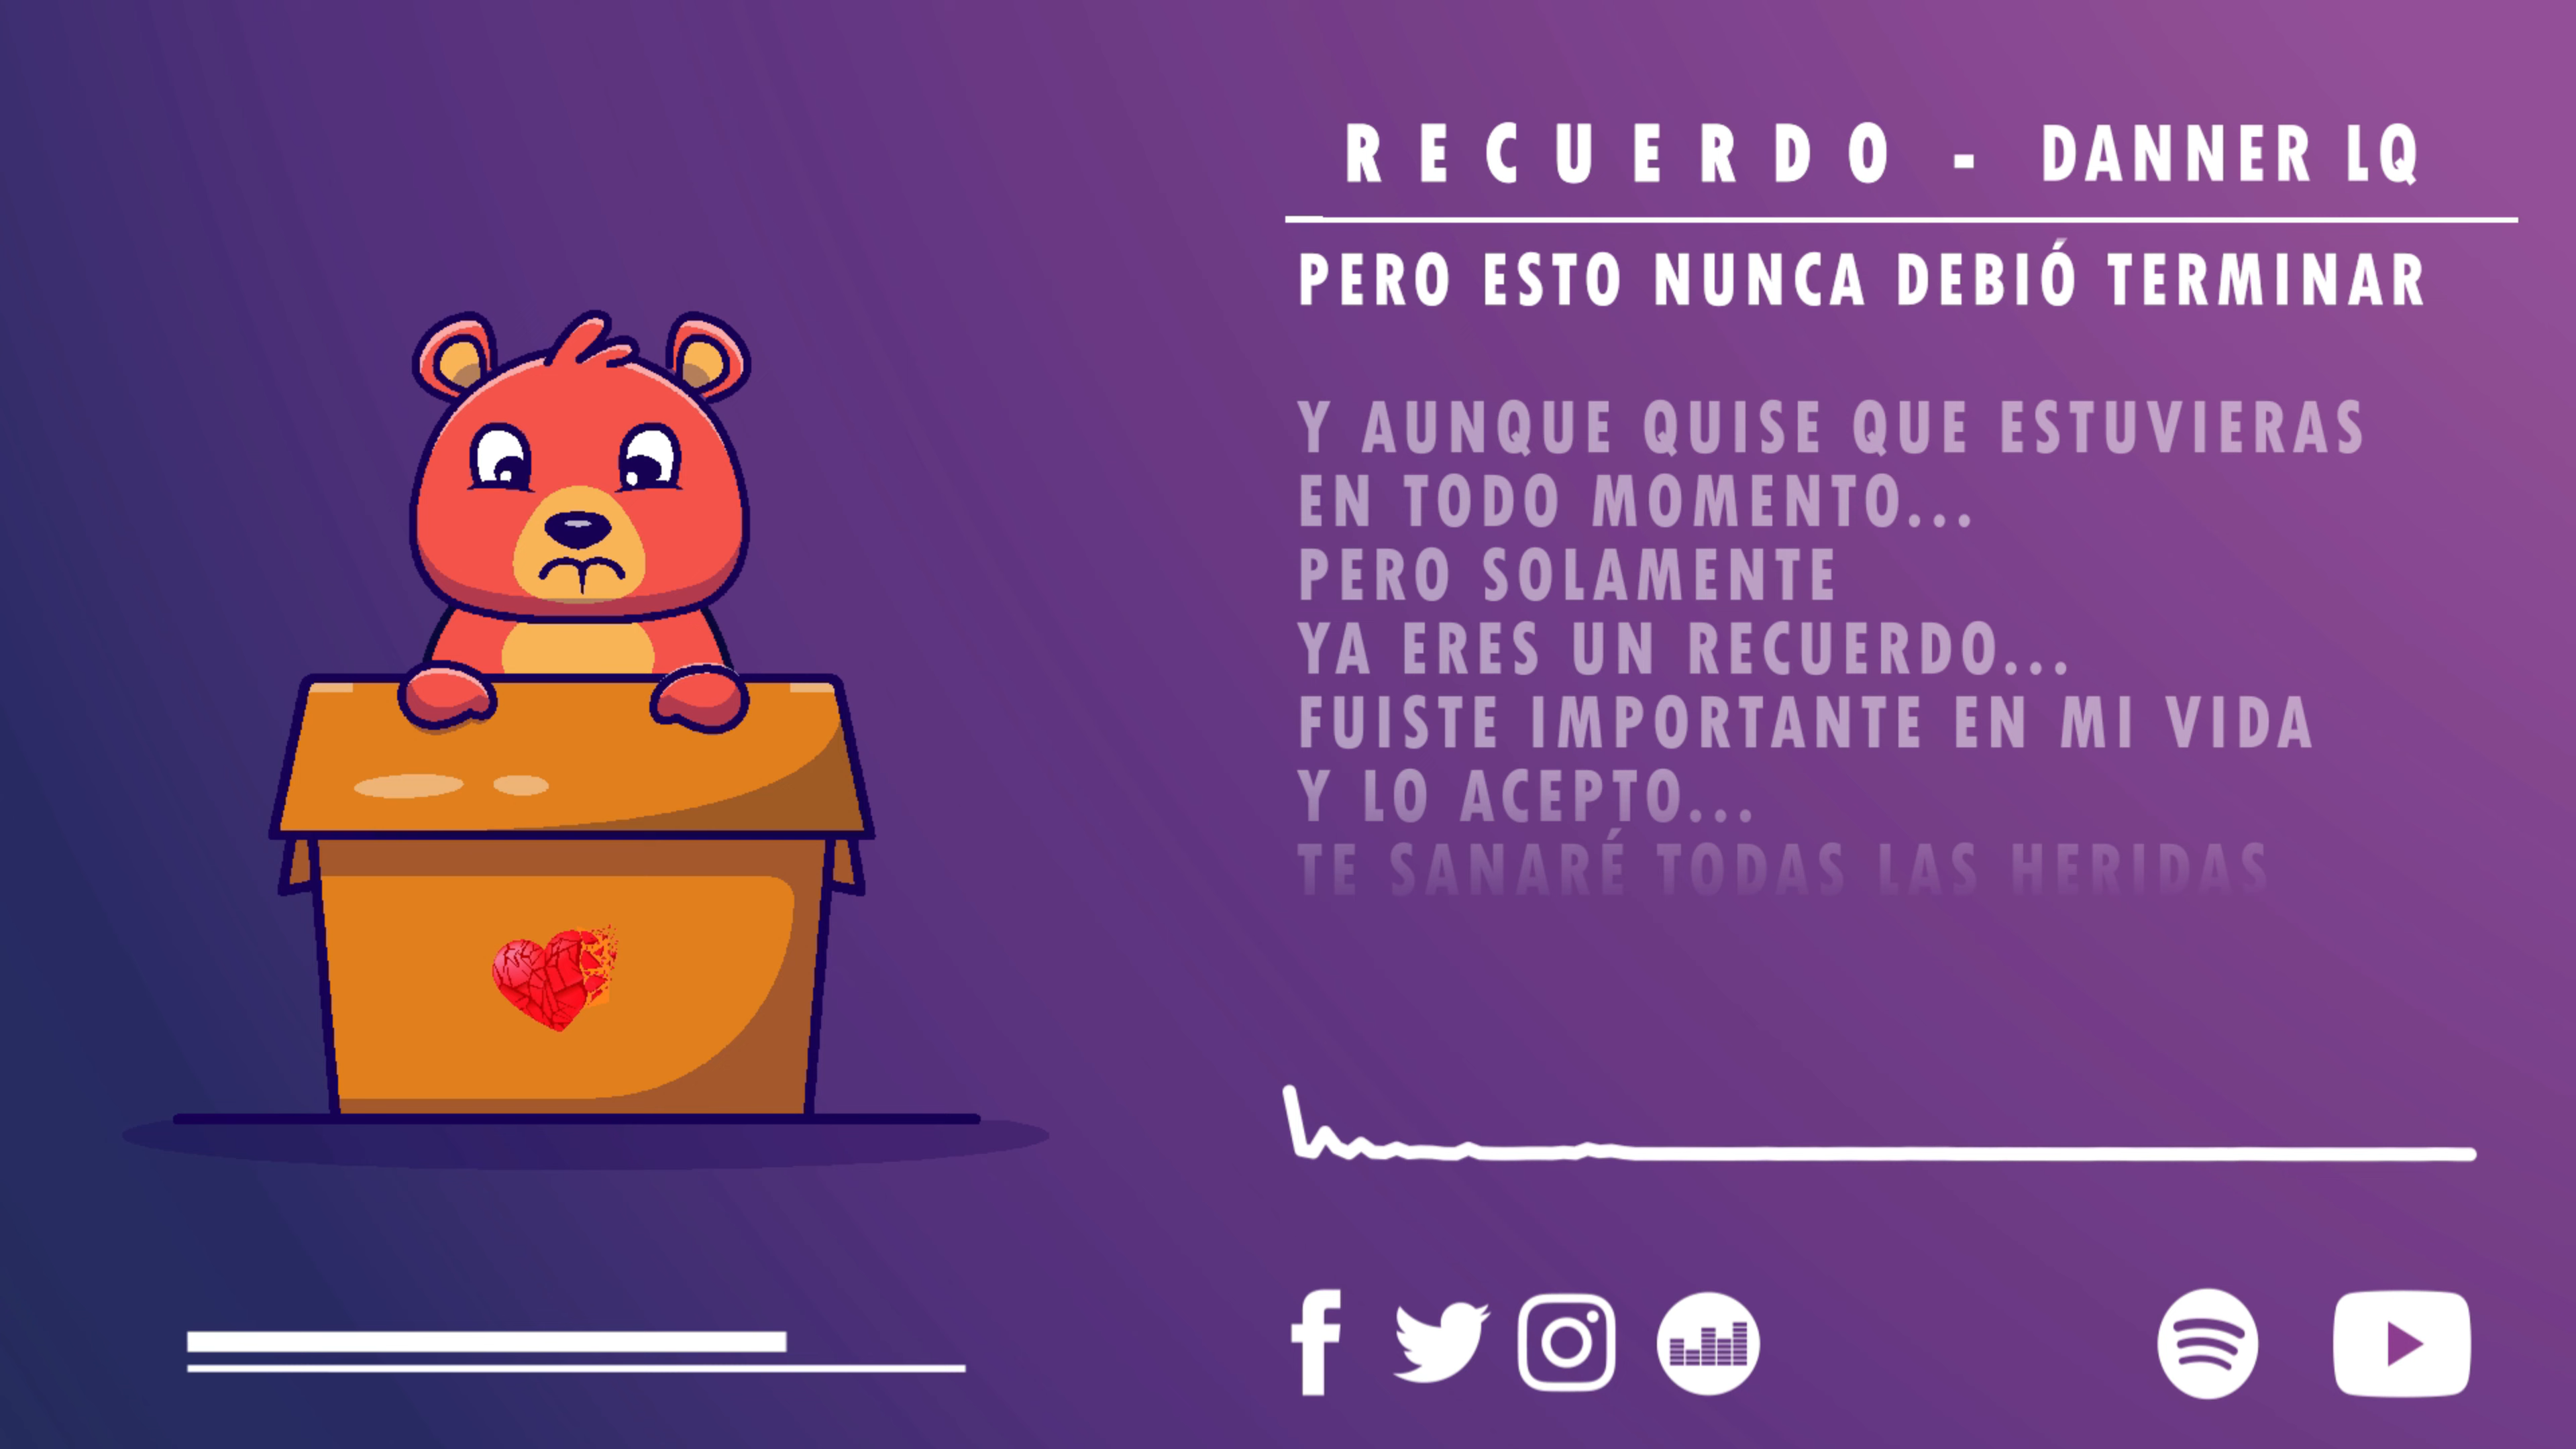 RECUERDO - DANNER LQ
PERO ESTO NUNCA DEBIÓ TERMINAR
Y AUNQUE QUISE QUE ESTUVIERAS
EN TODO MOMENTO...
PERO SOLAMENTE
YA ERES UN RECUERDO...
FUISTE IMPORTANTE EN MI VIDA
Y LO ACEPTO...
TE SANARÉ TODAS LAS HERIDAS